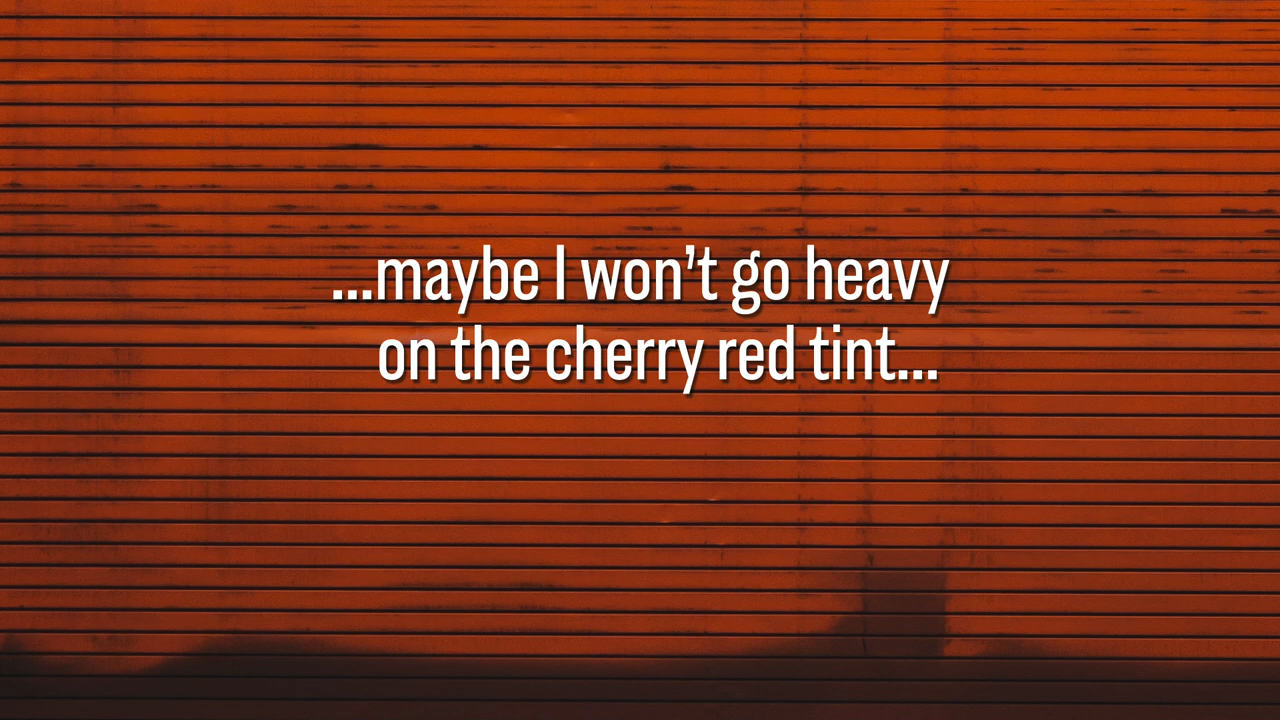 ...maybe I won’t go heavy
on the cherry red tint...